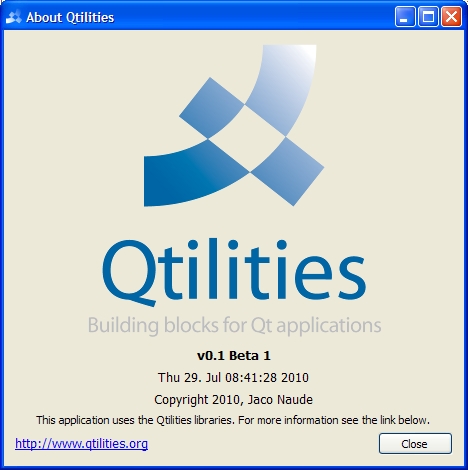 About Qtilities
Qtilities
Building blocks for Qt applications
v0.1 Beta 1
Thu 29. Jul 08:41:28 2010
Copyright 2010, Jaco Naude
This application uses the Qtilities libraries. For more information see the link below.
http://www.qtilities.org
Close